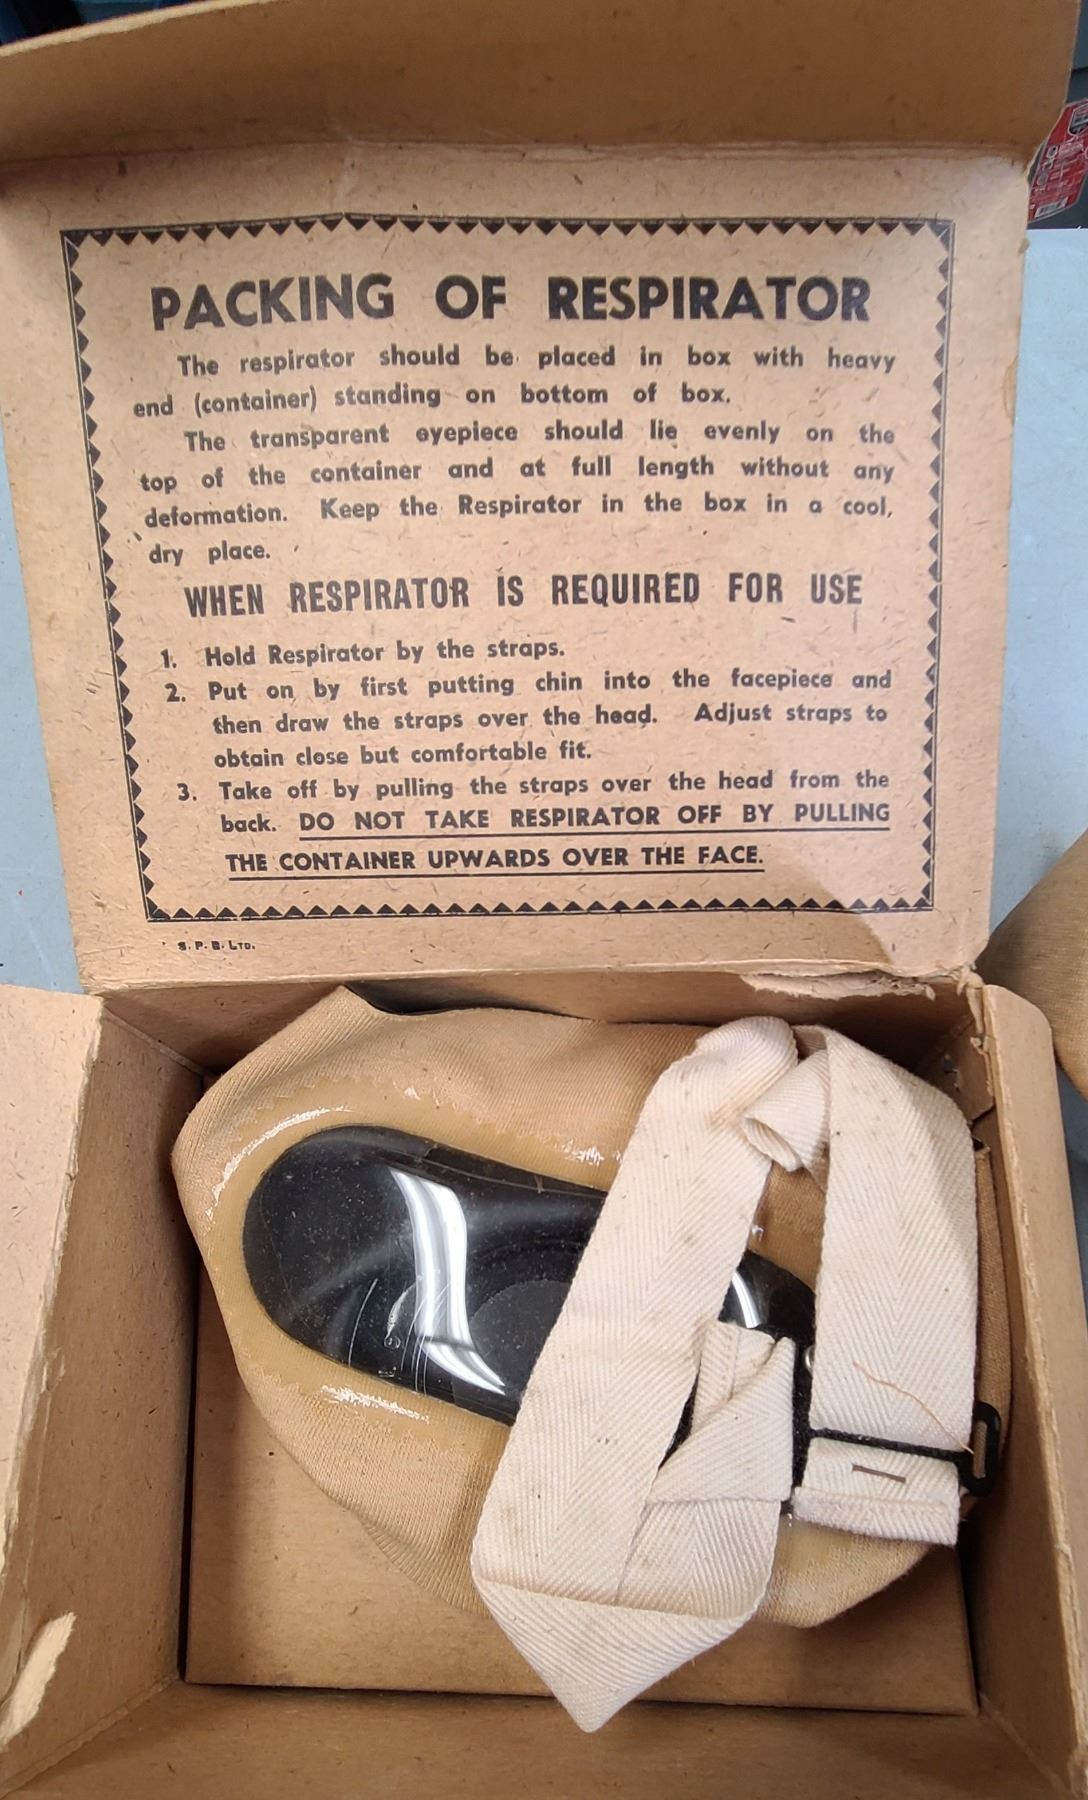 PACKING OF RESPIRATOR
The respirator should be placed in box with heavy
end (container) standing on bottom of box.
The transparent eyepiece should lie evenly on the
top of the container and at full length without any
deformation. Keep the Respirator in the box in a cool,
dry place.
WHEN RESPIRATOR IS REQUIRED FOR USE
1. Hold Respirator by the straps.
2. Put on by first putting chin into the facepiece and
then draw the straps over the head. Adjust straps to
obtain close but comfortable fit.
3. Take off by pulling the straps over the head from the
back. DO NOT TAKE RESPIRATOR OFF BY PULLING
THE CONTAINER UPWARDS OVER THE FACE.
S. P. B. LTD.